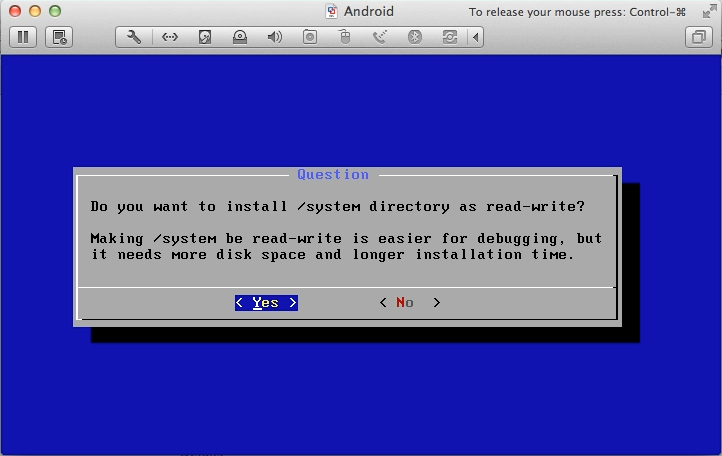 Android
To release your mouse press: Control-⌘
Question
Do you want to install /system directory as read-write?
Making /system be read-write is easier for debugging, but
it needs more disk space and longer installation time.
< Yes > < No >